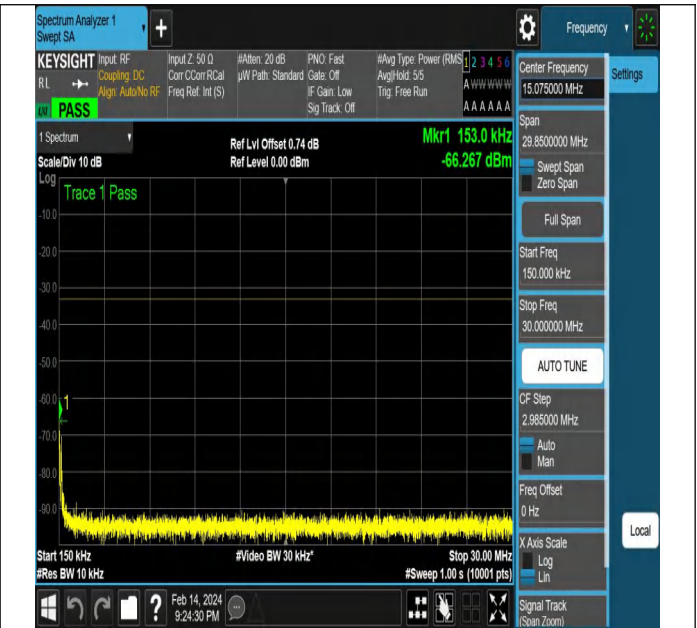 Spectrum Analyzer 1
Swept SA
+
Frequency
KEYSIGHT
RL
PASS
Input: RF
Coupling: DC
Align: Auto/No RF
Input Z: 50 Ω
Corr CCorr RCal
Freq Ref: Int (S)
#Atten: 20 dB
µW Path: Standard
PNO: Fast
Gate: Off
IF Gain: Low
Sig Track: Off
#Avg Type: Power (RMS
Avg|Hold: 5/5
Trig: Free Run
1 2 3 4 5 6
A W W W W W
A A A A A A
1 Spectrum
Scale/Div 10 dB
Ref Lvl Offset 0.74 dB
Ref Level 0.00 dBm
Mkr1 153.0 kHz
-66.267 dBm
Log
Trace 1 Pass
-10.0
-20.0
-30.0
-40.0
-50.0
-60.0
-70.0
-80.0
-90.0
1
Start 150 kHz
#Res BW 10 kHz
#Video BW 30 kHz*
Stop 30.00 MHz
#Sweep 1.00 s (10001 pts)
Feb 14, 2024
9:24:30 PM
Center Frequency
15.075000 MHz
Settings
Span
29.8500000 MHz
Swept Span
Zero Span
Full Span
Start Freq
150.000 kHz
Stop Freq
30.000000 MHz
AUTO TUNE
CF Step
2.985000 MHz
Auto
Man
Freq Offset
0 Hz
X Axis Scale
Log
Lin
Local
Signal Track
(Span Zoom)